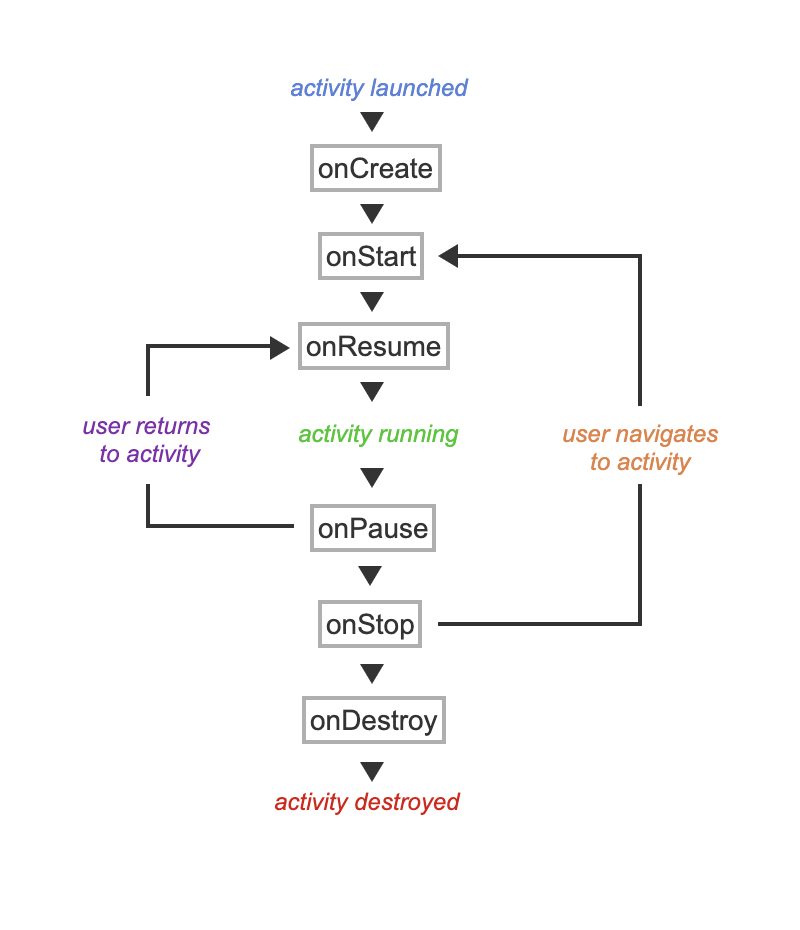 activity launched
onCreate
onStart
onResume
user returns
to activity
activity running
user navigates
to activity
onPause
onStop
onDestroy
activity destroyed